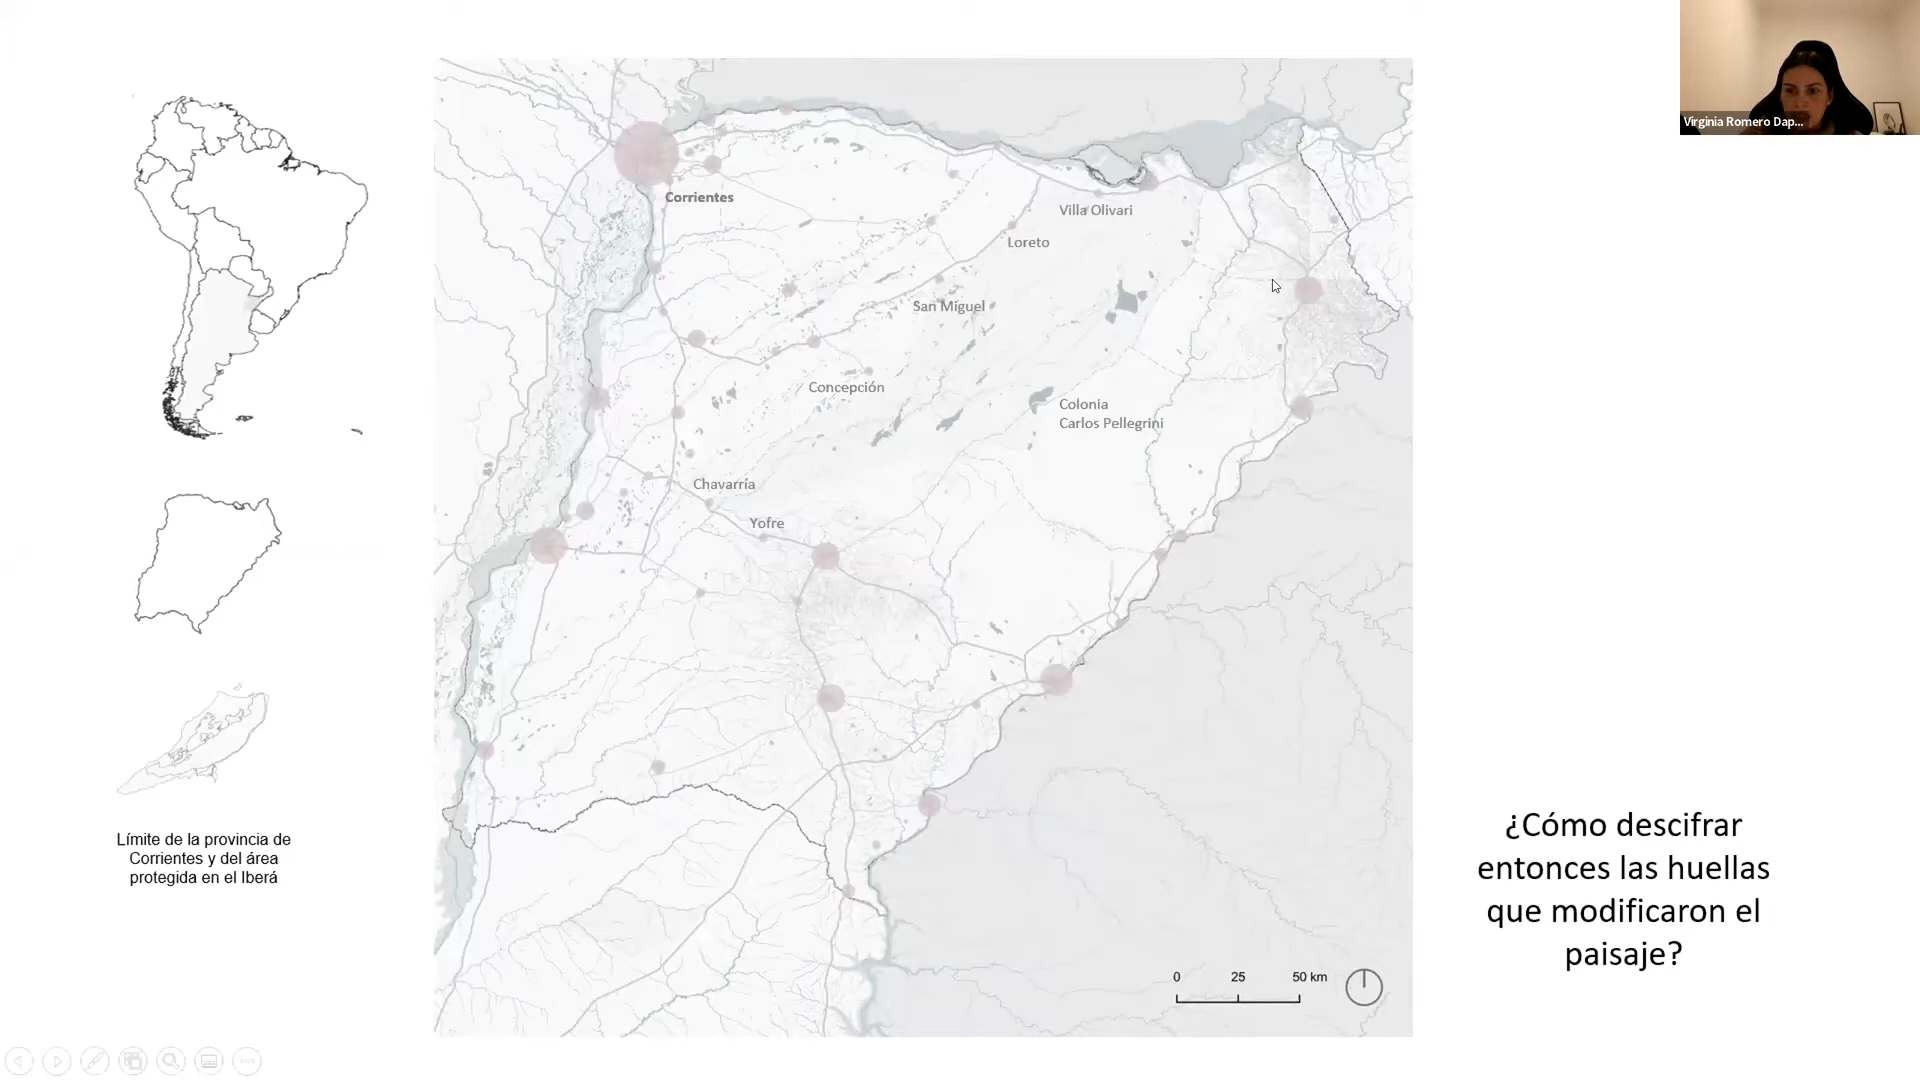 Virginia Romero Dap...
Corrientes
Villa Olivari
Loreto
San Miguel
Concepción
Colonia
Carlos Pellegrini
Chavarría
Yofre
Límite de la provincia de
Corrientes y del área
protegida en el Iberá
¿Cómo descifrar
entonces las huellas
que modificaron el
paisaje?
0 25 50 km